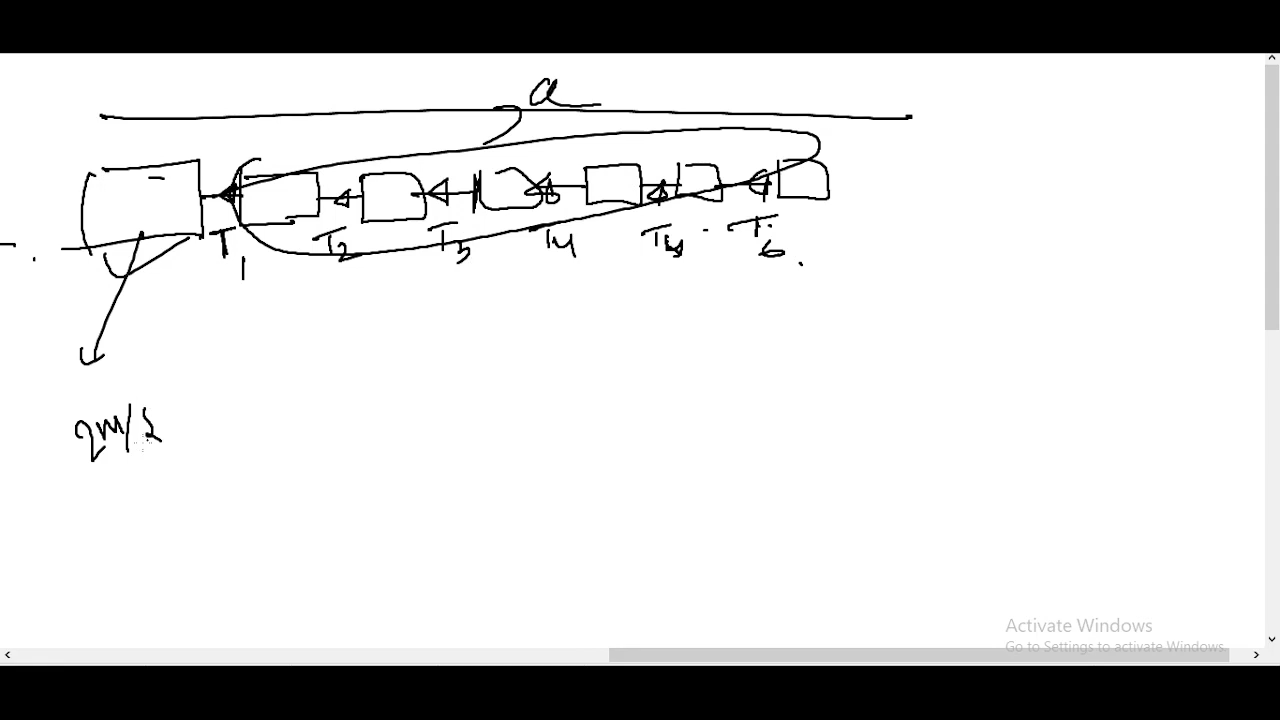 a
T1 T2 T3 T4 T5 T6
2m/s
Activate Windows
Go to Settings to activate Windows.